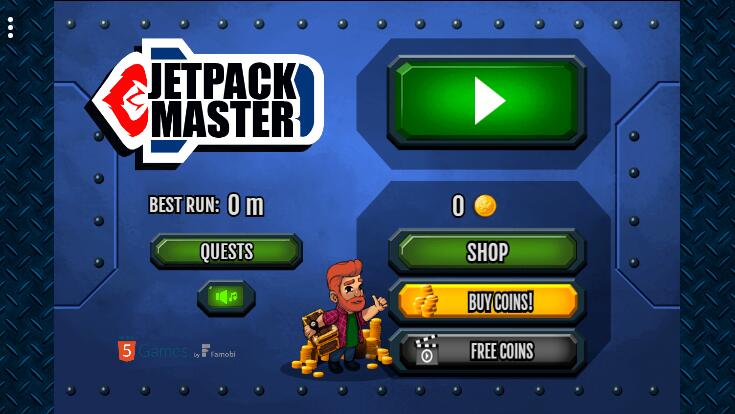 JETPACK
MASTER
BEST RUN: 0 m
0
QUESTS
SHOP
BUY COINS!
FREE COINS
5 Games by Famobi